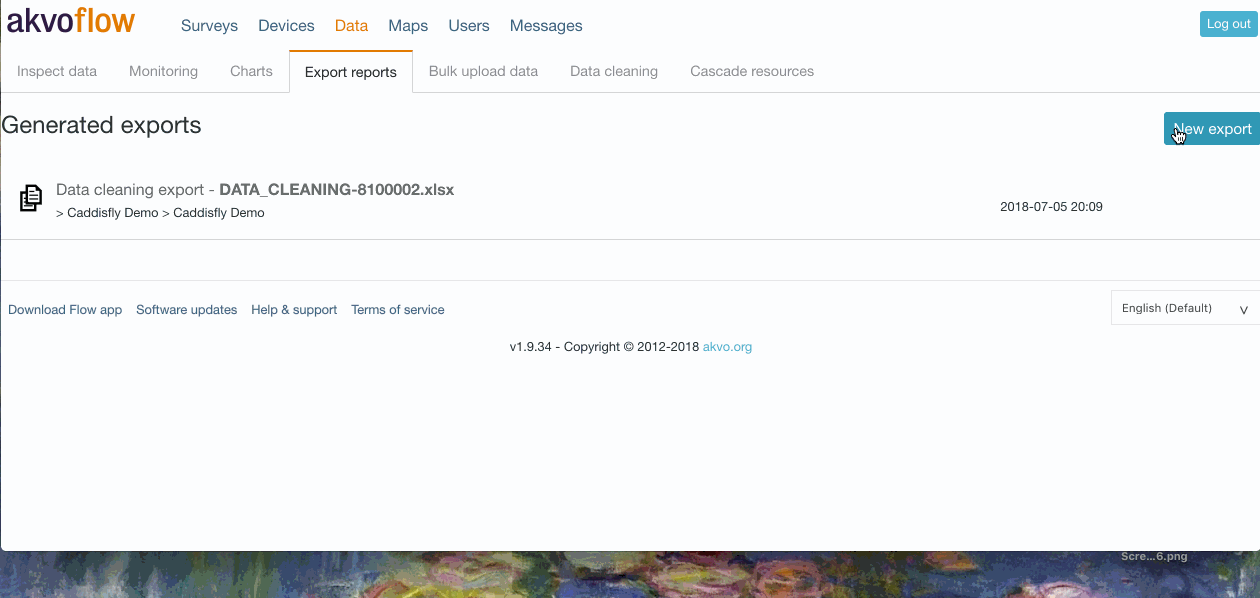 akvoflow
Surveys Devices Data Maps Users Messages
Log out
Inspect data Monitoring Charts Export reports Bulk upload data Data cleaning Cascade resources
Generated exports
New export
Data cleaning export - DATA_CLEANING-8100002.xlsx
> Caddisfly Demo > Caddisfly Demo
2018-07-05 20:09
Download Flow app Software updates Help & support Terms of service
English (Default) v
v1.9.34 - Copyright © 2012-2018 akvo.org
Scre...6.png